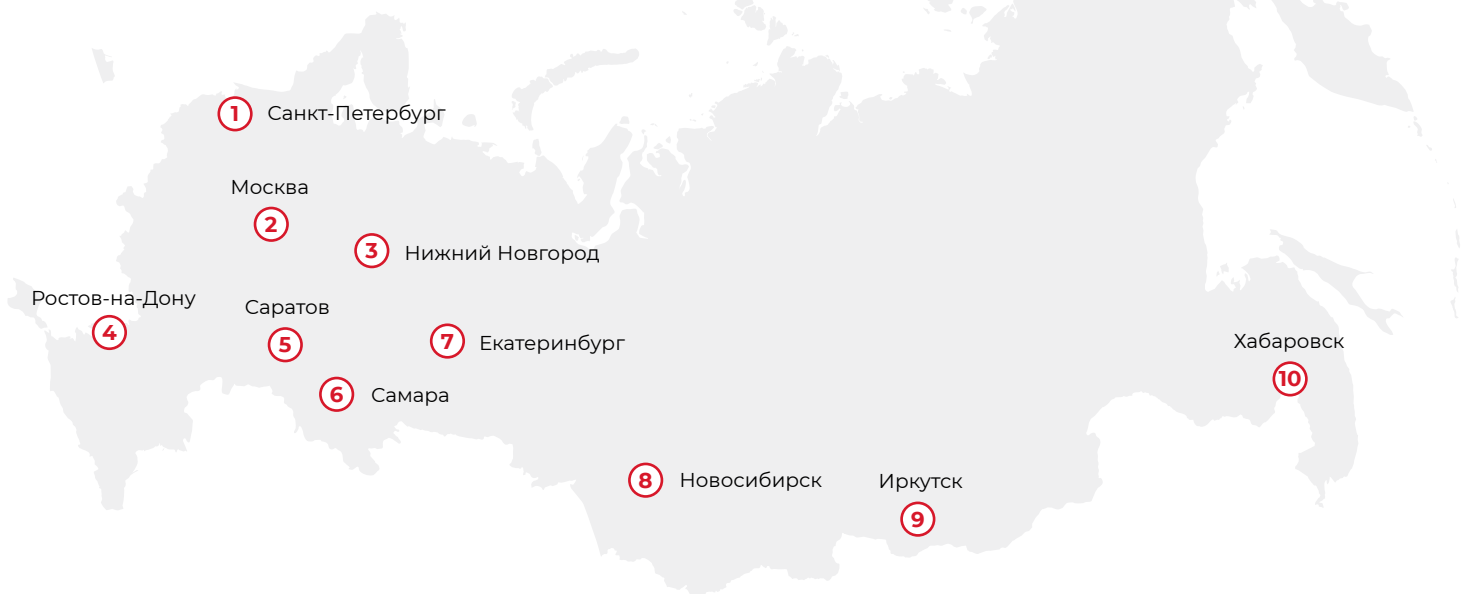 1 Санкт-Петербург
Москва
2
3 Нижний Новгород
Ростов-на-Дону
4
Саратов
5
7 Екатеринбург
6 Самара
Хабаровск
10
8 Новосибирск
Иркутск
9